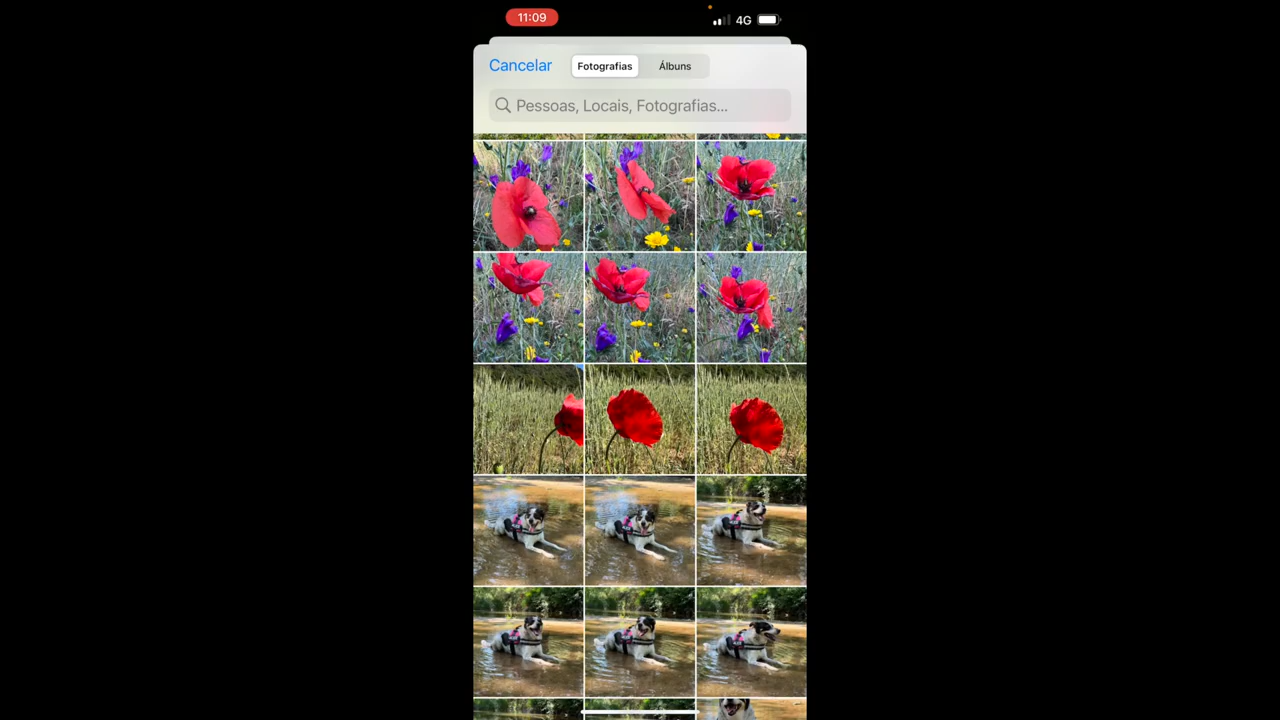 11:09
4G
Cancelar
Fotografias
Álbuns
Pessoas, Locais, Fotografias...